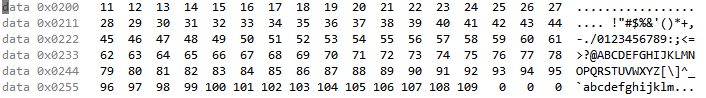 data 0x0200 11 12 13 14 15 16 17 18 19 20 21 22 23 24 25 26 27 .................
data 0x0211 28 29 30 31 32 33 34 35 36 37 38 39 40 41 42 43 44 .... !"#$%&'()*+,
data 0x0222 45 46 47 48 49 50 51 52 53 54 55 56 57 58 59 60 61 -./0123456789:;<=
data 0x0233 62 63 64 65 66 67 68 69 70 71 72 73 74 75 76 77 78 >?@ABCDEFGHIJKLMN
data 0x0244 79 80 81 82 83 84 85 86 87 88 89 90 91 92 93 94 95 OPQRSTUVWXYZ[\]^_
data 0x0255 96 97 98 99 100 101 102 103 104 105 106 107 108 109 0 0 0 `abcdefghijklm...